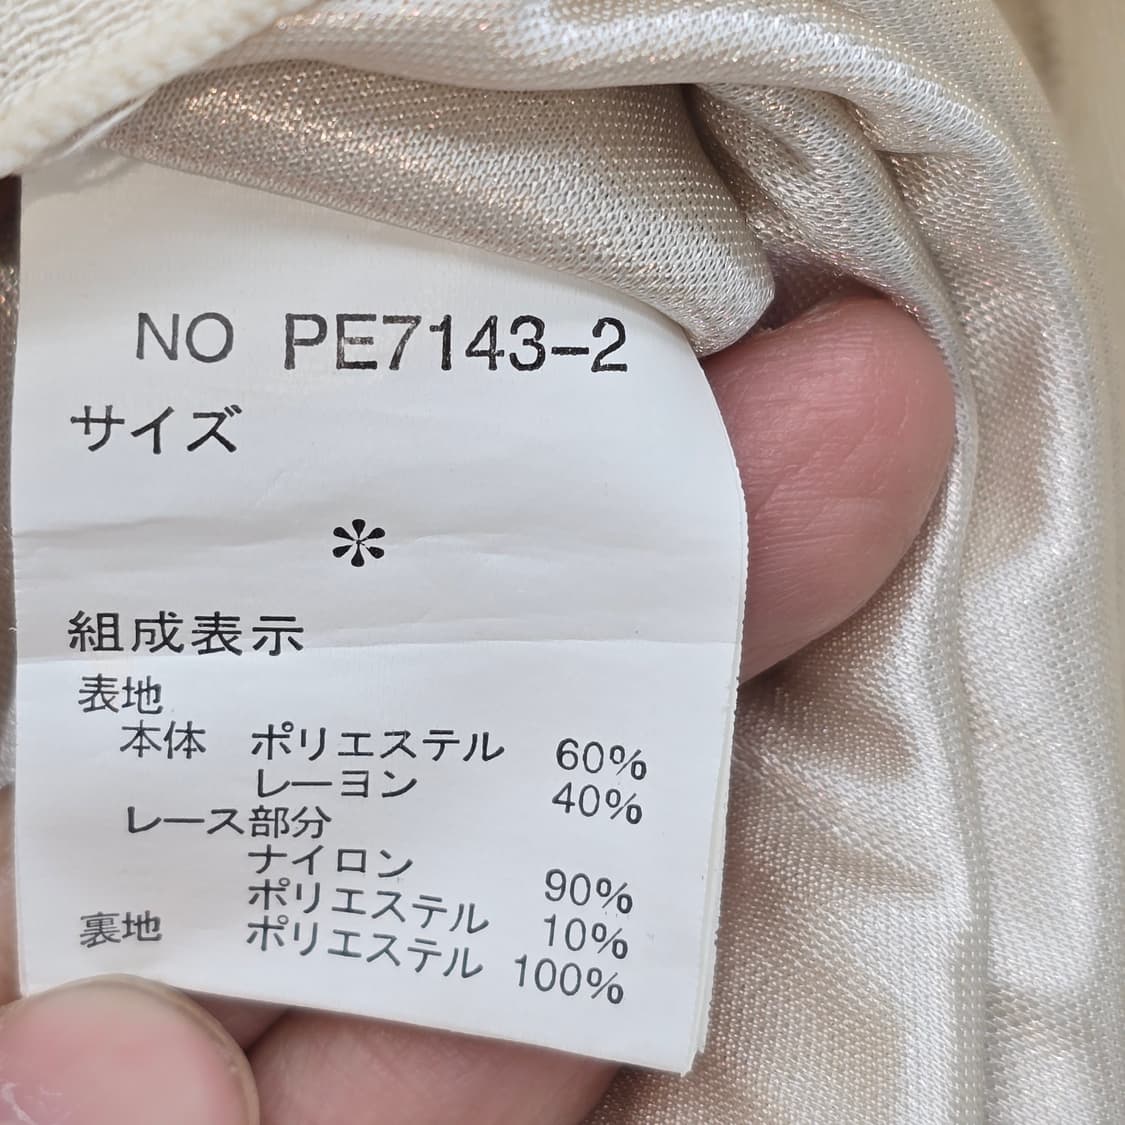 NO PE7143-2
サイズ
*
組成表示
表地
本体 ポリエステル 60%
レーヨン 40%
レース部分
ナイロン 90%
ポリエステル 10%
裏地 ポリエステル 100%